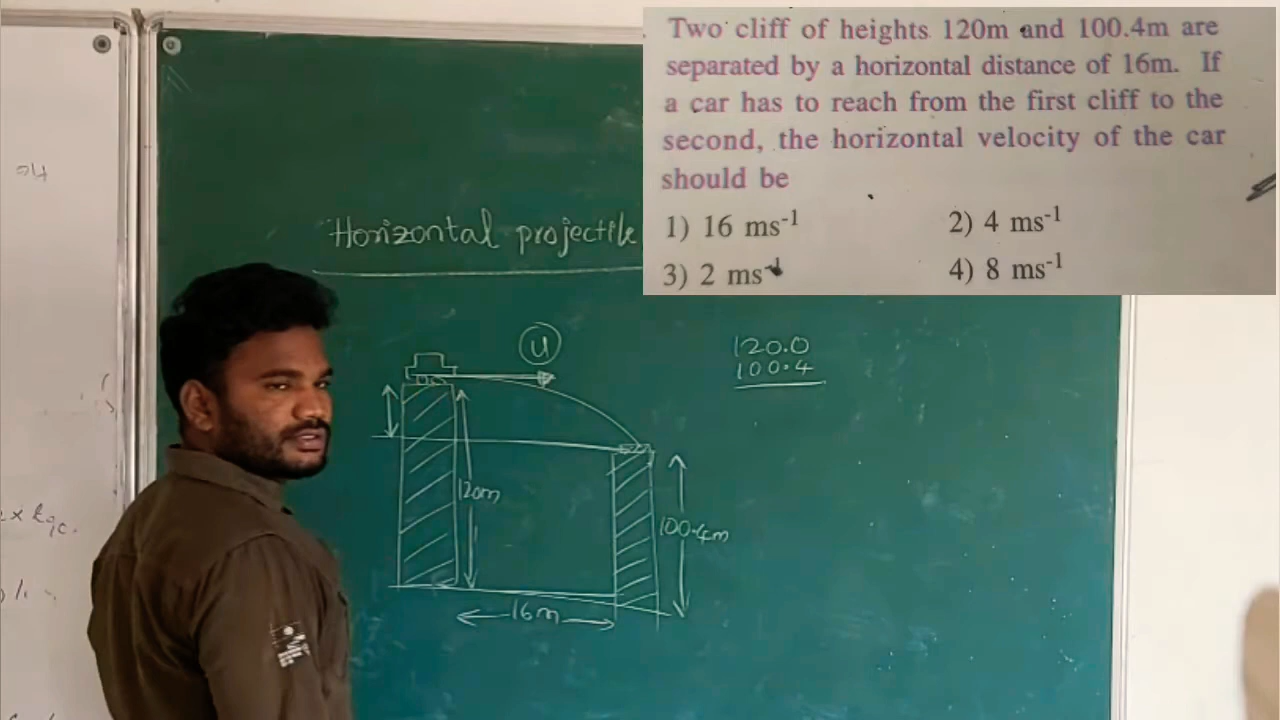 Two cliff of heights 120m and 100.4m are
separated by a horizontal distance of 16m. If
a car has to reach from the first cliff to the
second, the horizontal velocity of the car
should be
1) 16 ms⁻¹ 2) 4 ms⁻¹
3) 2 ms⁻¹ 4) 8 ms⁻¹
Horizontal projectile
u
120.0
100.4
120m
100.4m
16m